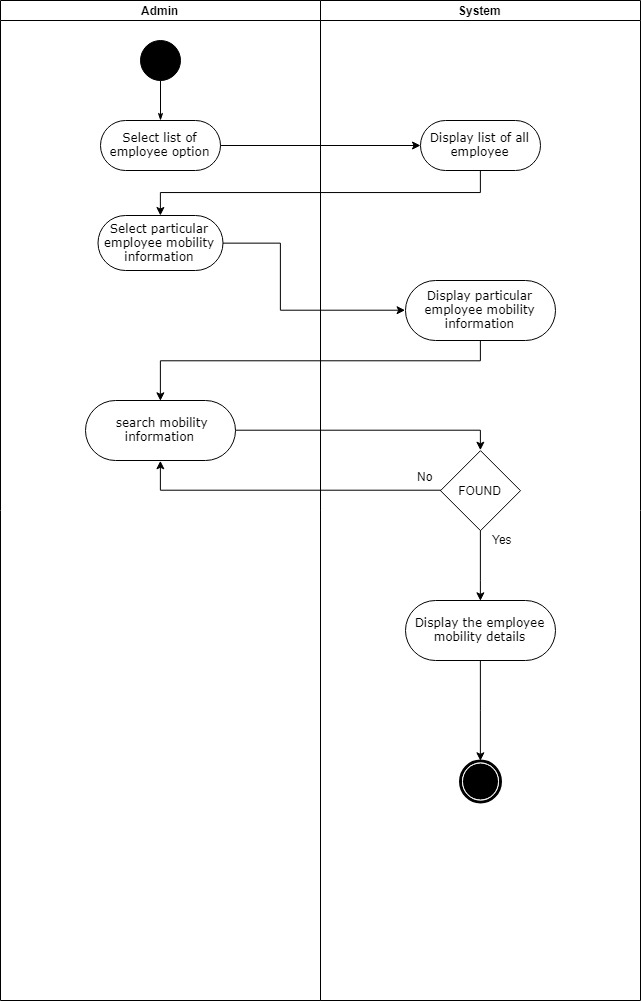 Admin
System
Select list of
employee option
Display list of all
employee
Select particular
employee mobility
information
Display particular
employee mobility
information
search mobility
information
No
FOUND
Yes
Display the employee
mobility details